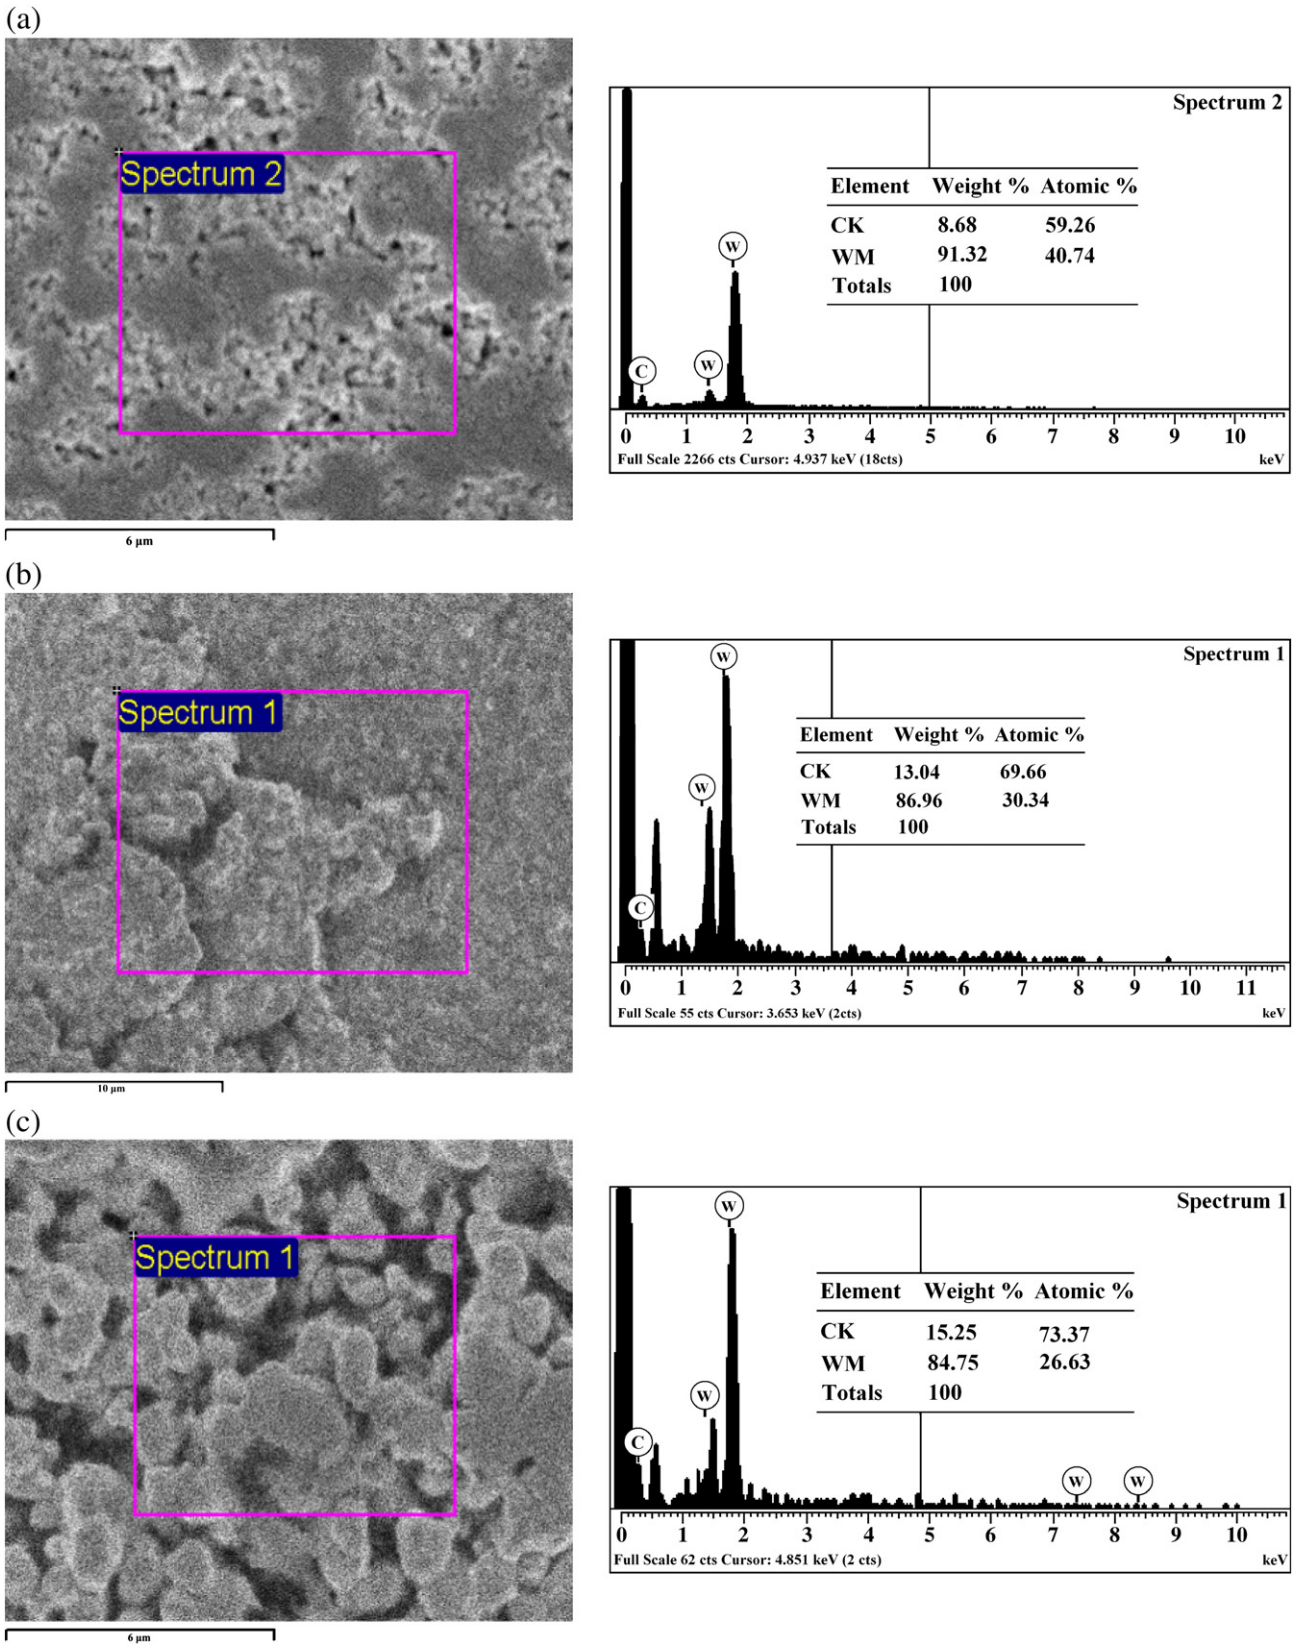 (a)
Spectrum 2
6 μm
Spectrum 2
Element Weight % Atomic %
CK 8.68 59.26
WM 91.32 40.74
Totals 100
W
W
C
0 1 2 3 4 5 6 7 8 9 10
Full Scale 2266 cts Cursor: 4.937 keV (18cts) keV
(b)
Spectrum 1
10 μm
Spectrum 1
Element Weight % Atomic %
CK 13.04 69.66
WM 86.96 30.34
Totals 100
W
W
C
0 1 2 3 4 5 6 7 8 9 10 11
Full Scale 55 cts Cursor: 3.653 keV (2cts) keV
(c)
Spectrum 1
6 μm
Spectrum 1
Element Weight % Atomic %
CK 15.25 73.37
WM 84.75 26.63
Totals 100
W
W
C
W W
0 1 2 3 4 5 6 7 8 9 10
Full Scale 62 cts Cursor: 4.851 keV (2 cts) keV